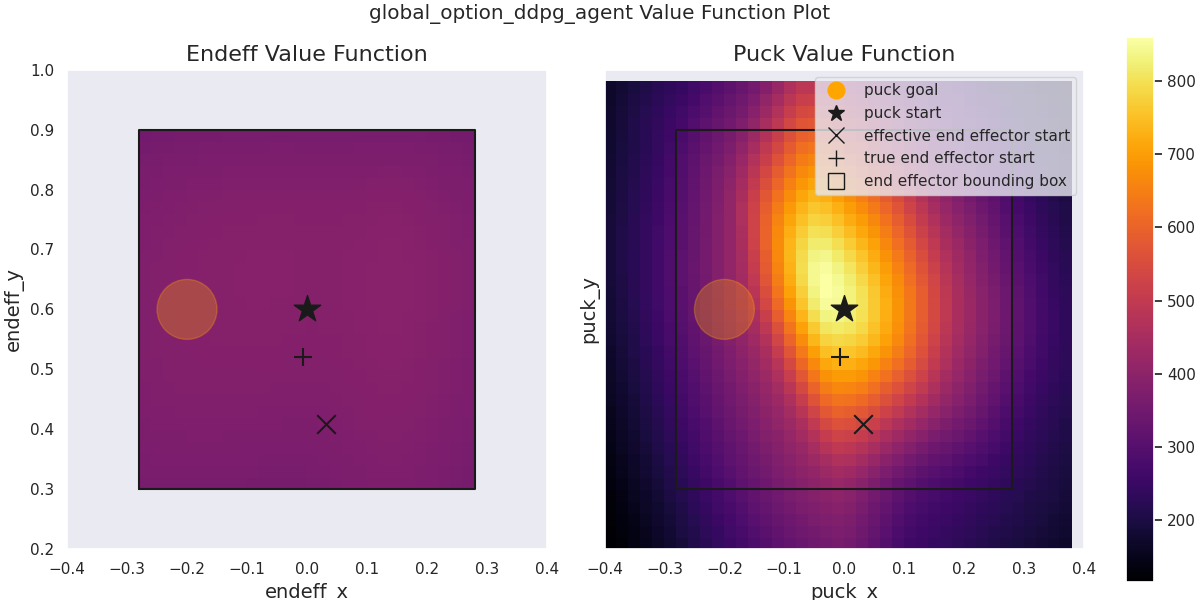 global_option_ddpg_agent Value Function Plot
Endeff Value Function
1.0
0.9
0.8
0.7
0.6
0.5
0.4
0.3
0.2
endeff_y
−0.4 −0.3 −0.2 −0.1 0.0 0.1 0.2 0.3 0.4
endeff_x
Puck Value Function
puck goal
puck start
effective end effector start
true end effector start
end effector bounding box
puck_y
−0.4 −0.3 −0.2 −0.1 0.0 0.1 0.2 0.3 0.4
puck_x
800
700
600
500
400
300
200